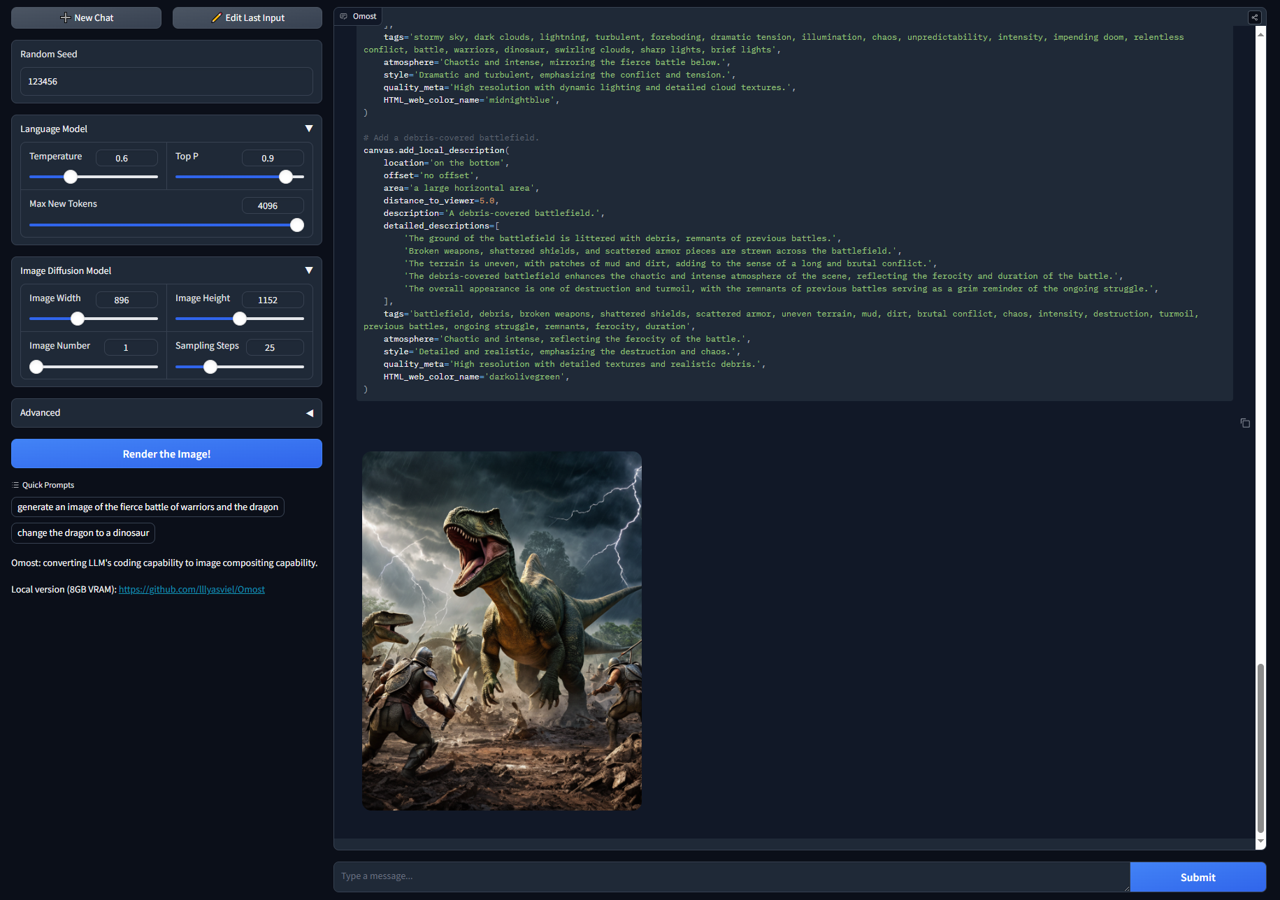 New Chat
Edit Last Input
Random Seed
123456
Language Model
Temperature 0.6
Top P 0.9
Max New Tokens 4096
Image Diffusion Model
Image Width 896
Image Height 1152
Image Number 1
Sampling Steps 25
Advanced
Render the Image!
Quick Prompts
generate an image of the fierce battle of warriors and the dragon
change the dragon to a dinosaur
Omost: converting LLM's coding capability to image compositing capability.
Local version (8GB VRAM): https://github.com/lllyasviel/Omost
Omost
],
tags='stormy sky, dark clouds, lightning, turbulent, foreboding, dramatic tension, illumination, chaos, unpredictability, intensity, impending doom, relentless
conflict, battle, warriors, dinosaur, swirling clouds, sharp lights, brief lights',
atmosphere='Chaotic and intense, mirroring the fierce battle below.',
style='Dramatic and turbulent, emphasizing the conflict and tension.',
quality_meta='High resolution with dynamic lighting and detailed cloud textures.',
HTML_web_color_name='midnightblue',
)
# Add a debris-covered battlefield.
canvas.add_local_description(
location='on the bottom',
offset='no offset',
area='a large horizontal area',
distance_to_viewer=5.0,
description='A debris-covered battlefield.',
detailed_descriptions=[
'The ground of the battlefield is littered with debris, remnants of previous battles.',
'Broken weapons, shattered shields, and scattered armor pieces are strewn across the battlefield.',
'The terrain is uneven, with patches of mud and dirt, adding to the sense of a long and brutal conflict.',
'The debris-covered battlefield enhances the chaotic and intense atmosphere of the scene, reflecting the ferocity and duration of the battle.',
'The overall appearance is one of destruction and turmoil, with the remnants of previous battles serving as a grim reminder of the ongoing struggle.',
],
tags='battlefield, debris, broken weapons, shattered shields, scattered armor, uneven terrain, mud, dirt, brutal conflict, chaos, intensity, destruction, turmoil,
previous battles, ongoing struggle, remnants, ferocity, duration',
atmosphere='Chaotic and intense, reflecting the ferocity of the battle.',
style='Detailed and realistic, emphasizing the destruction and chaos.',
quality_meta='High resolution with detailed textures and realistic debris.',
HTML_web_color_name='darkolivegreen',
)
Type a message...
Submit